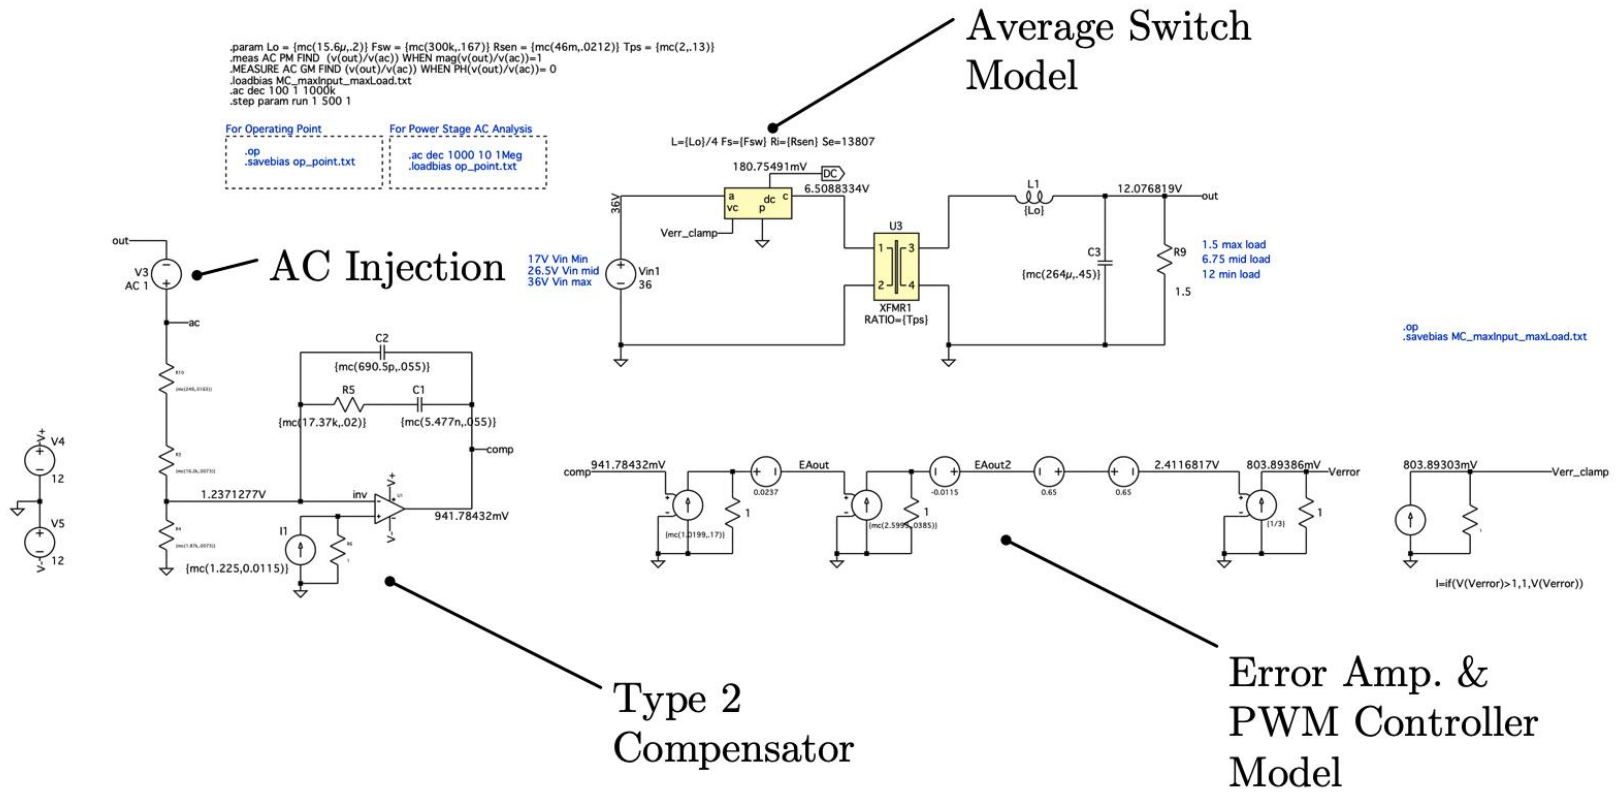 Average Switch
Model
.param Lo = {mc(15.6µ,.2)} Fsw = {mc(300k,.167)} Rsen = {mc(46m,.0212)} Tps = {mc(2,.13)}
.meas AC PM FIND (v(out)/v(ac)) WHEN mag(v(out)/v(ac))=1
.MEASURE AC GM FIND (v(out)/v(ac)) WHEN PH(v(out)/v(ac))= 0
.loadbias MC_maxInput_maxLoad.txt
.ac dec 100 1 1000k
.step param run 1 500 1
For Operating Point
.op
.savebias op_point.txt
For Power Stage AC Analysis
.ac dec 1000 10 1Meg
.loadbias op_point.txt
L={Lo}/4 Fs={Fsw} Ri={Rsen} Se=13807
180.75491mV
DC
6.5088334V
36V
a
vc
dc
c
p
Verr_clamp
17V Vin Min
26.5V Vin mid
36V Vin max
Vin1
36
U3
1
2
3
4
XFMR1
RATIO={Tps}
L1
{Lo}
12.076819V
out
C3
{mc(264µ,.45)}
R9
1.5
1.5 max load
6.75 mid load
12 min load
.op
.savebias MC_maxInput_maxLoad.txt
out
V3
AC 1
AC Injection
ac
C2
{mc(690.5p,.055)}
R5
{mc(17.37k,.02)}
C1
{mc(5.477n,.055)}
comp
V4
V+
12
V5
V-
12
1.2371277V
inv
V+
V-
941.78432mV
I1
{mc(1.225,0.0115)}
comp
941.78432mV
{mc(1.0199,.17)}
1
0.0237
EAout
1
-0.0115
EAout2
0.65
0.65
2.4116817V
{1/3}
1
803.89386mV
Verror
803.89303mV
Verr_clamp
I=if(V(Verror)>1,1,V(Verror))
Type 2
Compensator
Error Amp. &
PWM Controller
Model